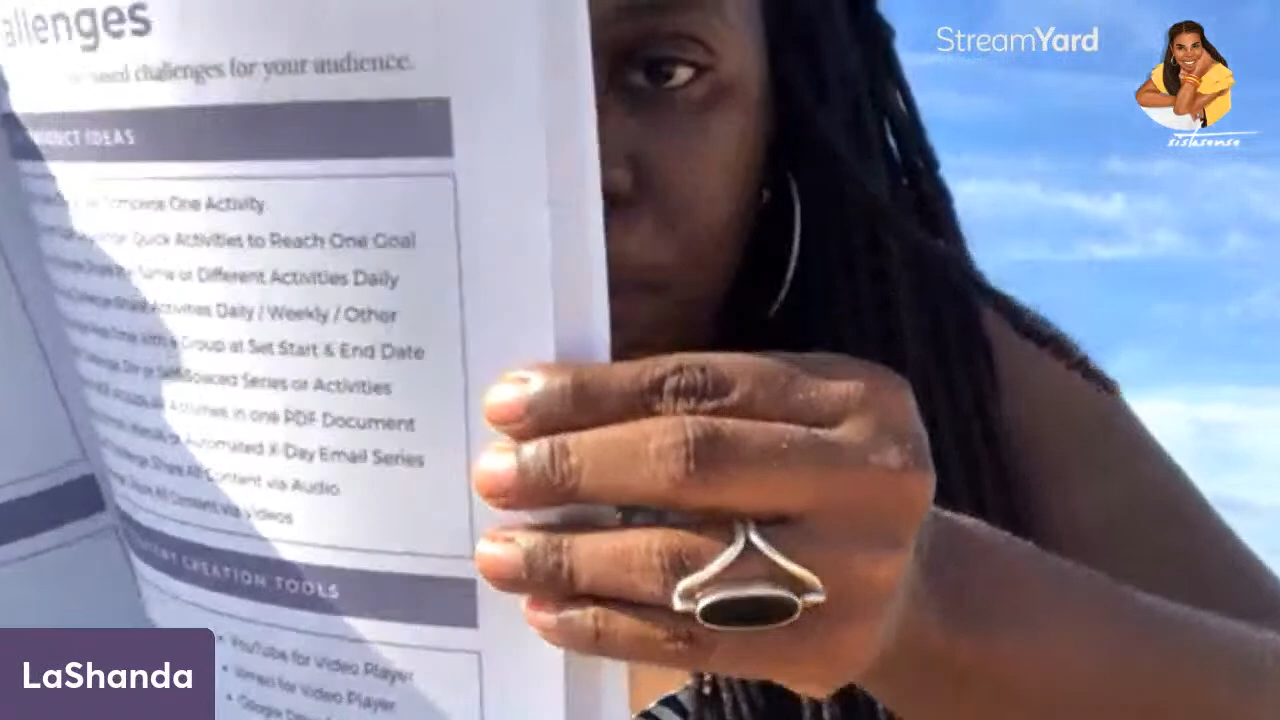 allenges
challenges for your audience.
IDEAS
One Activity
Quick Activities to Reach One Goal
Same or Different Activities Daily
Activities Daily / Weekly / Other
Group at Set Start & End Date
Series or Activities
Activities in one PDF Document
Automated X-Day Email Series
Share All Content via Audio
Content via Videos
CREATION TOOLS
• YouTube for Video Player
• Vimeo for Video Player
• Google
StreamYard
sistasense
LaShanda